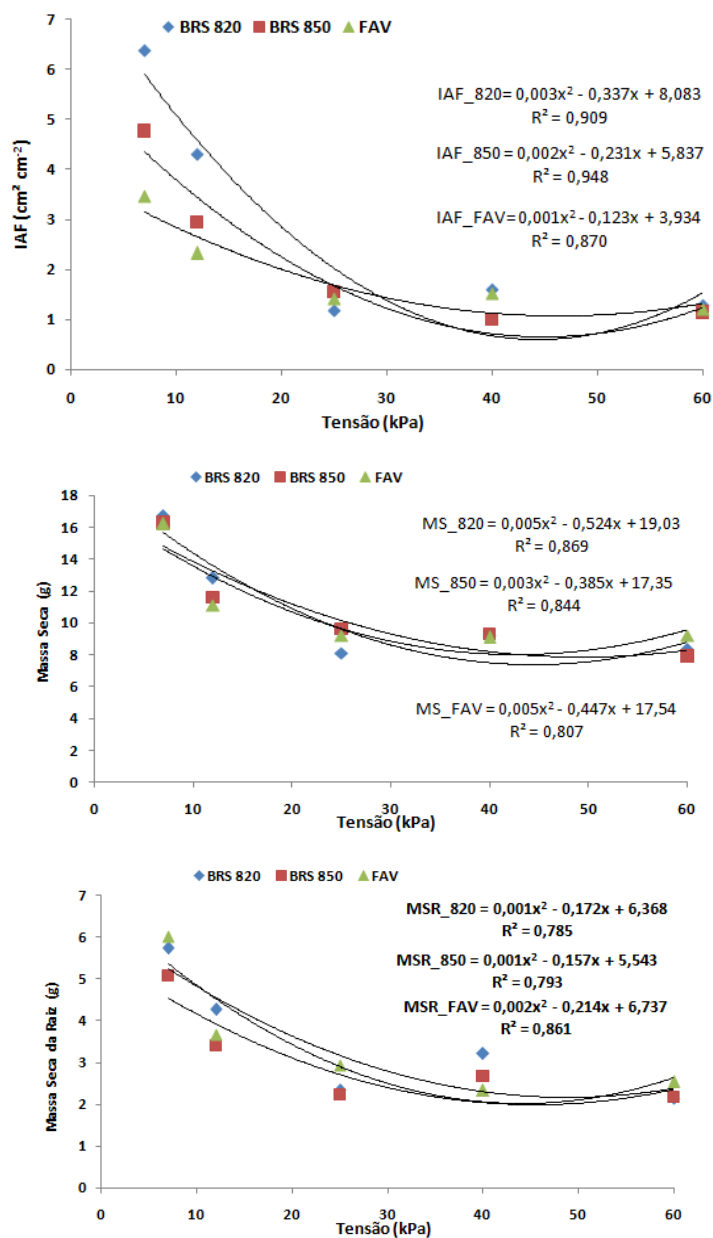 BRS 820 BRS 850 FAV
7
6
5
4
3
2
1
0
IAF (cm² cm⁻²)
IAF_820= 0,003x² - 0,337x + 8,083
R² = 0,909
IAF_850= 0,002x² - 0,231x + 5,837
R² = 0,948
IAF_FAV= 0,001x² - 0,123x + 3,934
R² = 0,870
0 10 20 30 40 50 60
Tensão (kPa)
BRS 820 BRS 850 FAV
18
16
14
12
10
8
6
4
2
0
Massa Seca (g)
MS_820 = 0,005x² - 0,524x + 19,03
R² = 0,869
MS_850 = 0,003x² - 0,385x + 17,35
R² = 0,844
MS_FAV = 0,005x² - 0,447x + 17,54
R² = 0,807
0 10 20 30 40 50 60
Tensão (kPa)
BRS 820 BRS 850 FAV
7
6
5
4
3
2
1
0
Massa Seca da Raiz (g)
MSR_820 = 0,001x² - 0,172x + 6,368
R² = 0,785
MSR_850 = 0,001x² - 0,157x + 5,543
R² = 0,793
MSR_FAV = 0,002x² - 0,214x + 6,737
R² = 0,861
0 10 20 30 40 50 60
Tensão (kPa)